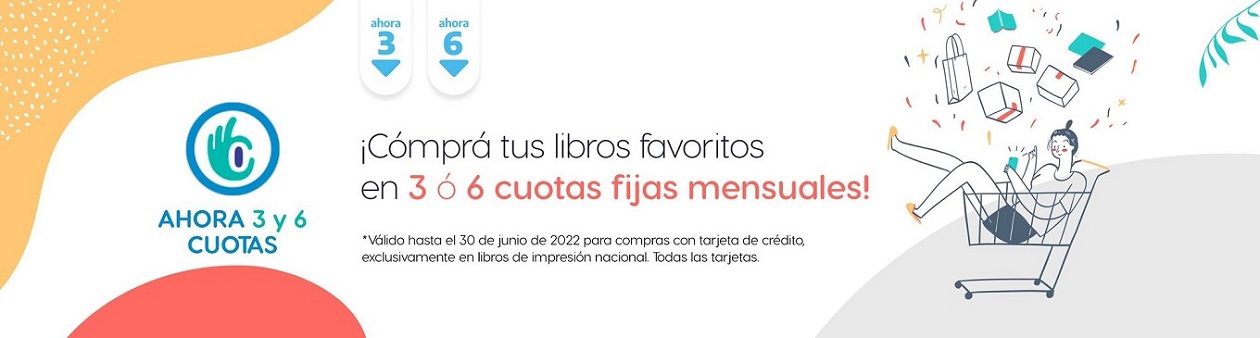 ahora
3
ahora
6
¡Cómprá tus libros favoritos
en 3 ó 6 cuotas fijas mensuales!
AHORA 3 y 6
CUOTAS
*Válido hasta el 30 de junio de 2022 para compras con tarjeta de crédito,
exclusivamente en libros de impresión nacional. Todas las tarjetas.